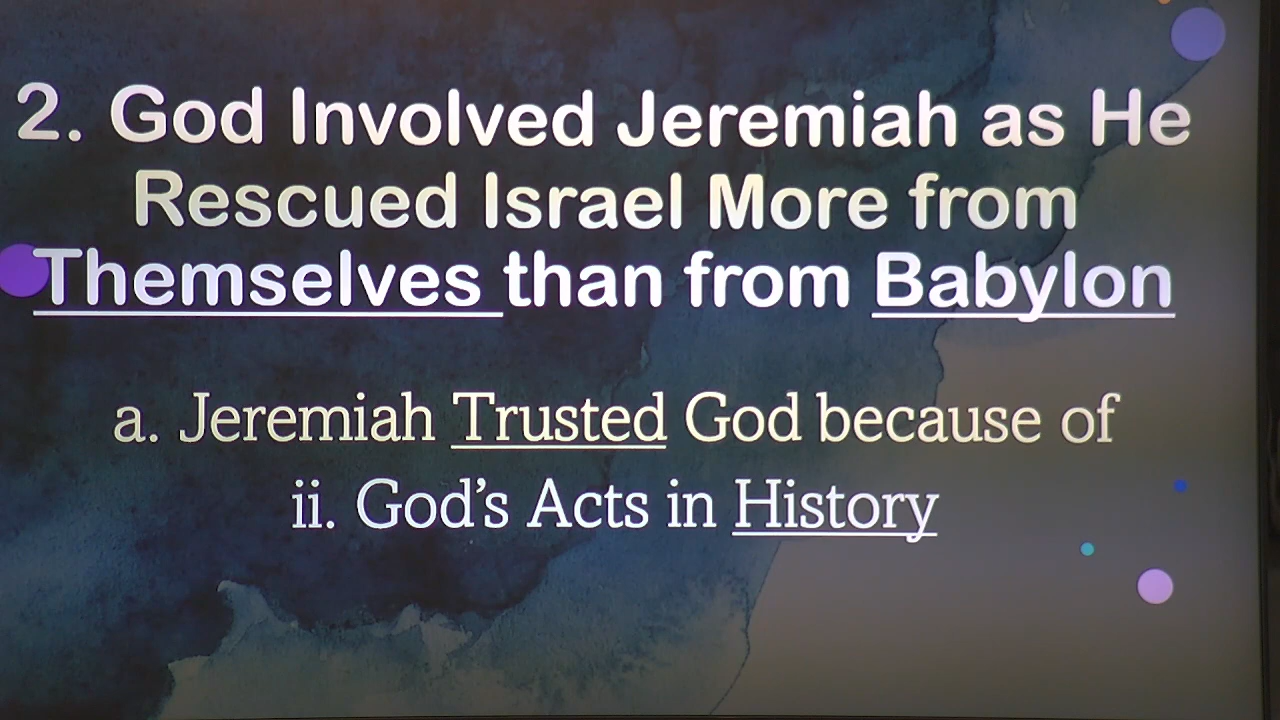 2. God Involved Jeremiah as He
Rescued Israel More from
Themselves than from Babylon
a. Jeremiah Trusted God because of
ii. God's Acts in History